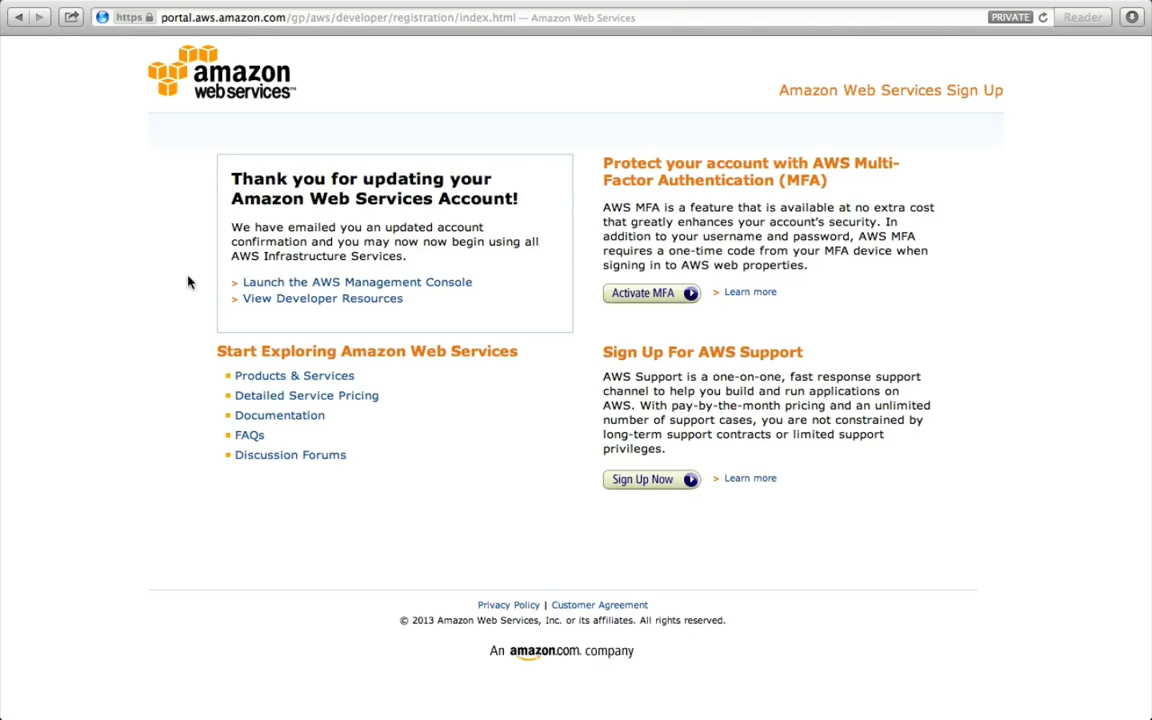 https portal.aws.amazon.com/gp/aws/developer/registration/index.html — Amazon Web Services PRIVATE Reader
amazon
webservices™
Amazon Web Services Sign Up
Thank you for updating your
Amazon Web Services Account!
We have emailed you an updated account
confirmation and you may now now begin using all
AWS Infrastructure Services.
> Launch the AWS Management Console
> View Developer Resources
Start Exploring Amazon Web Services
Products & Services
Detailed Service Pricing
Documentation
FAQs
Discussion Forums
Protect your account with AWS Multi-
Factor Authentication (MFA)
AWS MFA is a feature that is available at no extra cost
that greatly enhances your account's security. In
addition to your username and password, AWS MFA
requires a one-time code from your MFA device when
signing in to AWS web properties.
Activate MFA > Learn more
Sign Up For AWS Support
AWS Support is a one-on-one, fast response support
channel to help you build and run applications on
AWS. With pay-by-the-month pricing and an unlimited
number of support cases, you are not constrained by
long-term support contracts or limited support
privileges.
Sign Up Now > Learn more
Privacy Policy | Customer Agreement
© 2013 Amazon Web Services, Inc. or its affiliates. All rights reserved.
An amazon.com company